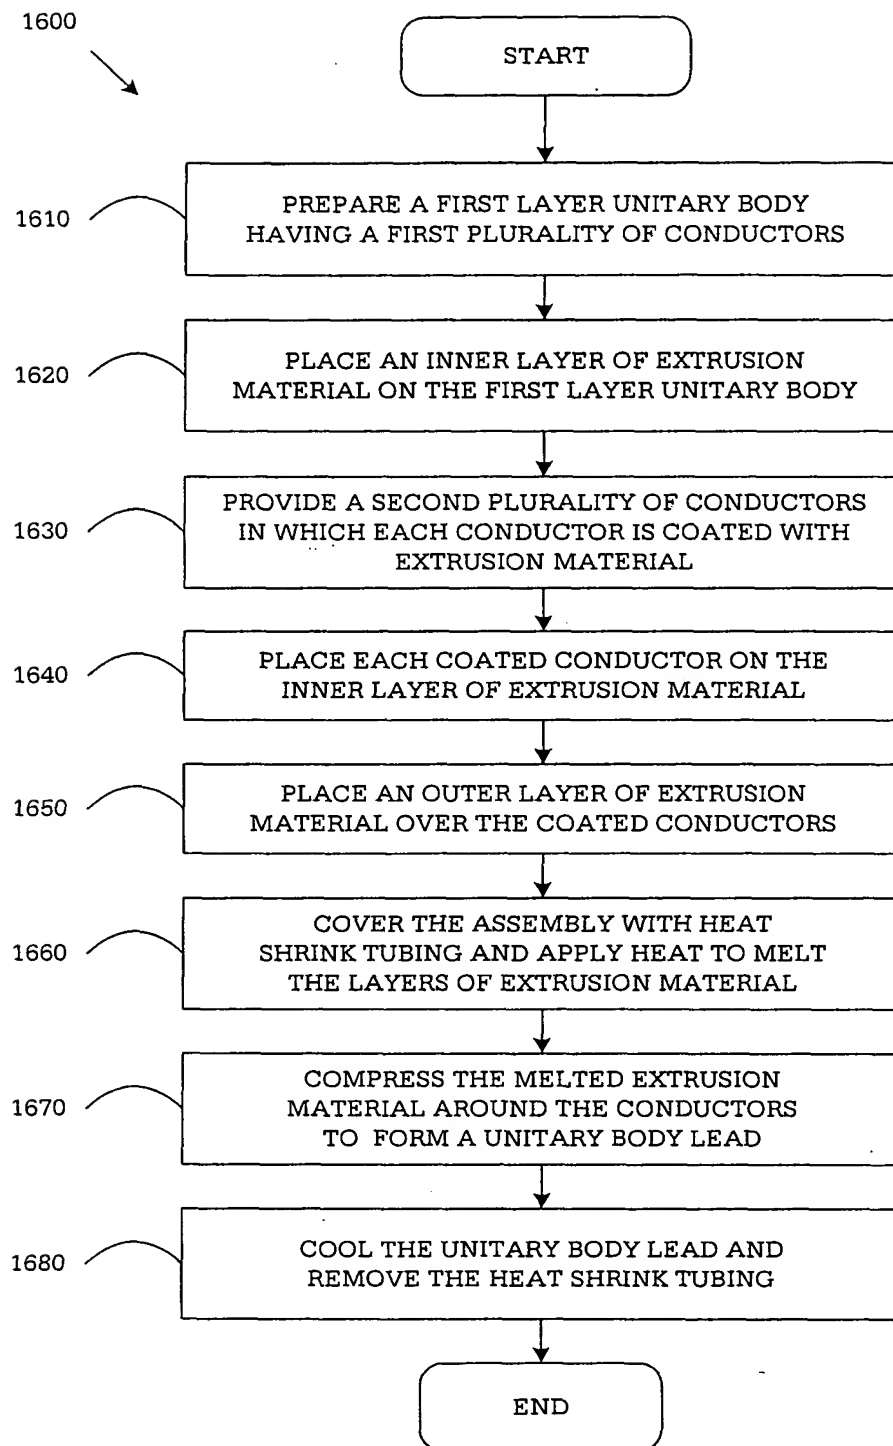 1600
START
1610
PREPARE A FIRST LAYER UNITARY BODY
HAVING A FIRST PLURALITY OF CONDUCTORS
1620
PLACE AN INNER LAYER OF EXTRUSION
MATERIAL ON THE FIRST LAYER UNITARY BODY
1630
PROVIDE A SECOND PLURALITY OF CONDUCTORS
IN WHICH EACH CONDUCTOR IS COATED WITH
EXTRUSION MATERIAL
1640
PLACE EACH COATED CONDUCTOR ON THE
INNER LAYER OF EXTRUSION MATERIAL
1650
PLACE AN OUTER LAYER OF EXTRUSION
MATERIAL OVER THE COATED CONDUCTORS
1660
COVER THE ASSEMBLY WITH HEAT
SHRINK TUBING AND APPLY HEAT TO MELT
THE LAYERS OF EXTRUSION MATERIAL
1670
COMPRESS THE MELTED EXTRUSION
MATERIAL AROUND THE CONDUCTORS
TO FORM A UNITARY BODY LEAD
1680
COOL THE UNITARY BODY LEAD AND
REMOVE THE HEAT SHRINK TUBING
END